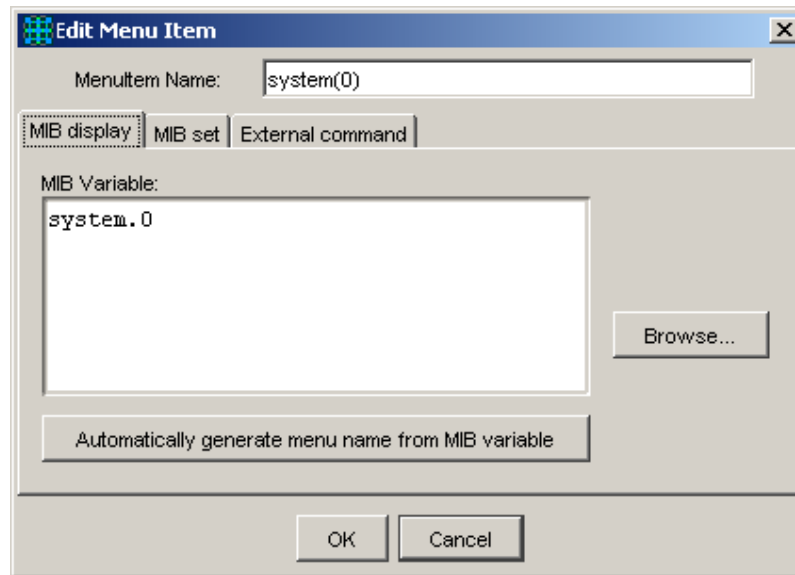 Edit Menu Item
MenuItem Name: system(0)
MIB display MIB set External command
MIB Variable:
system.0
Browse...
Automatically generate menu name from MIB variable
OK Cancel